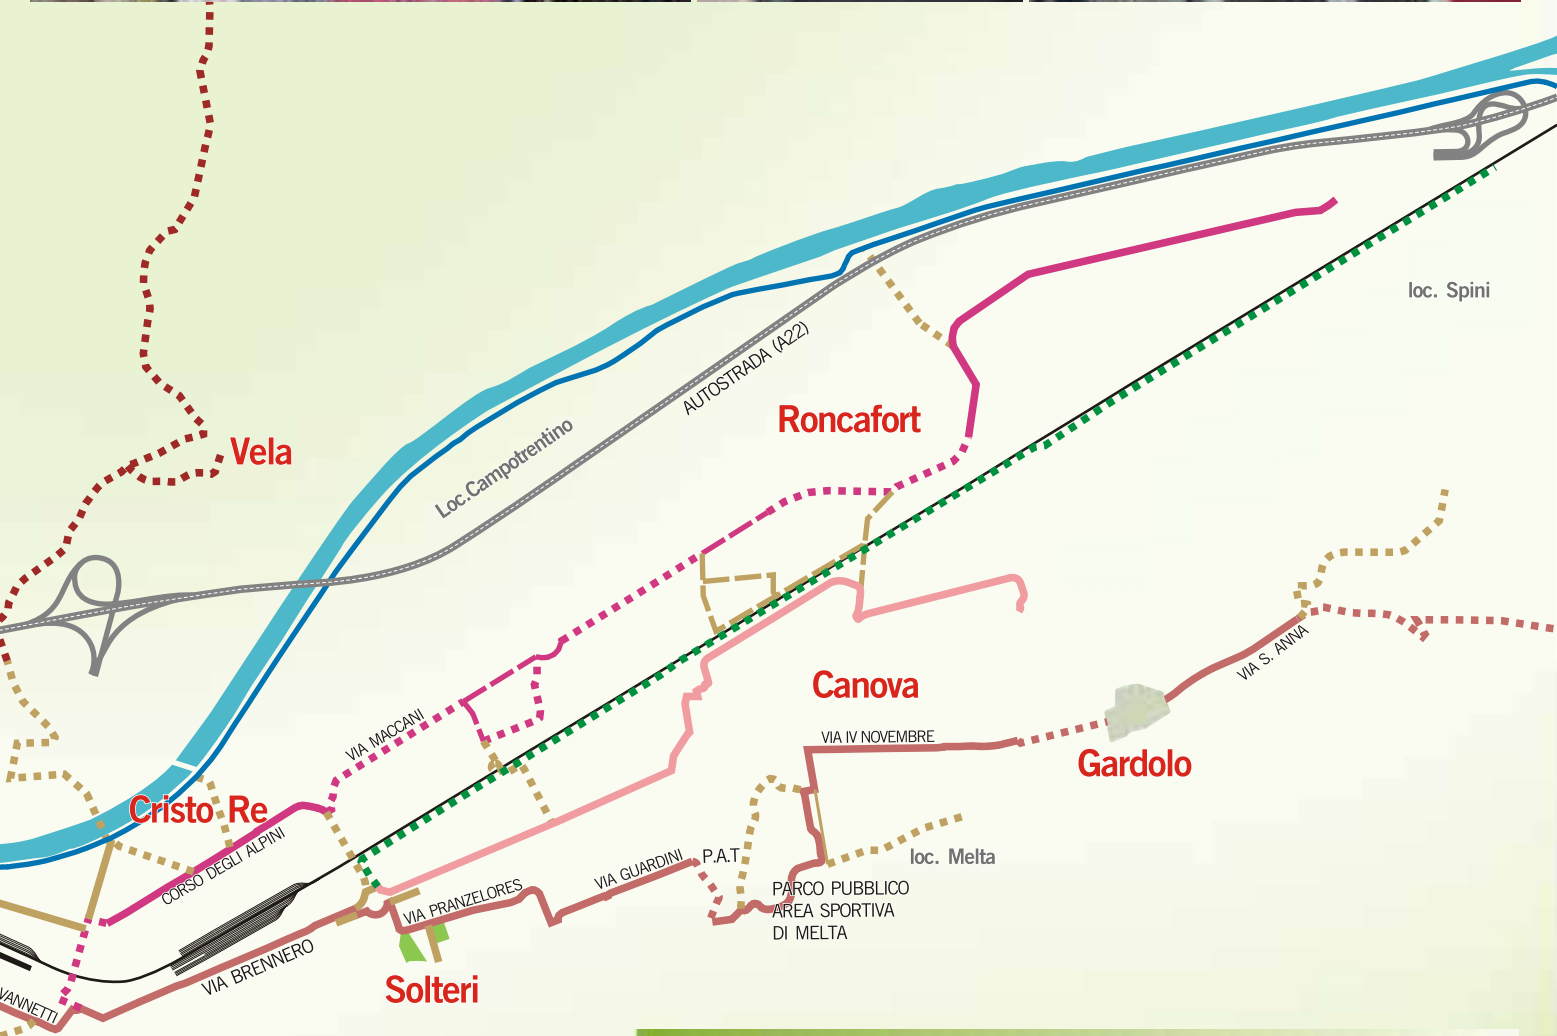 loc. Spini
AUTOSTRADA (A22)
Roncafort
Vela
Loc.Campotrentino
VIA S. ANNA
Canova
VIA MACCANI
VIA IV NOVEMBRE
Gardolo
Cristo Re
CORSO DEGLI ALPINI
P.A.T
loc. Melta
VIA GUARDINI
VIA PRANZELORES
PARCO PUBBLICO
AREA SPORTIVA
DI MELTA
VIA BRENNERO
Solteri
VANNETTI